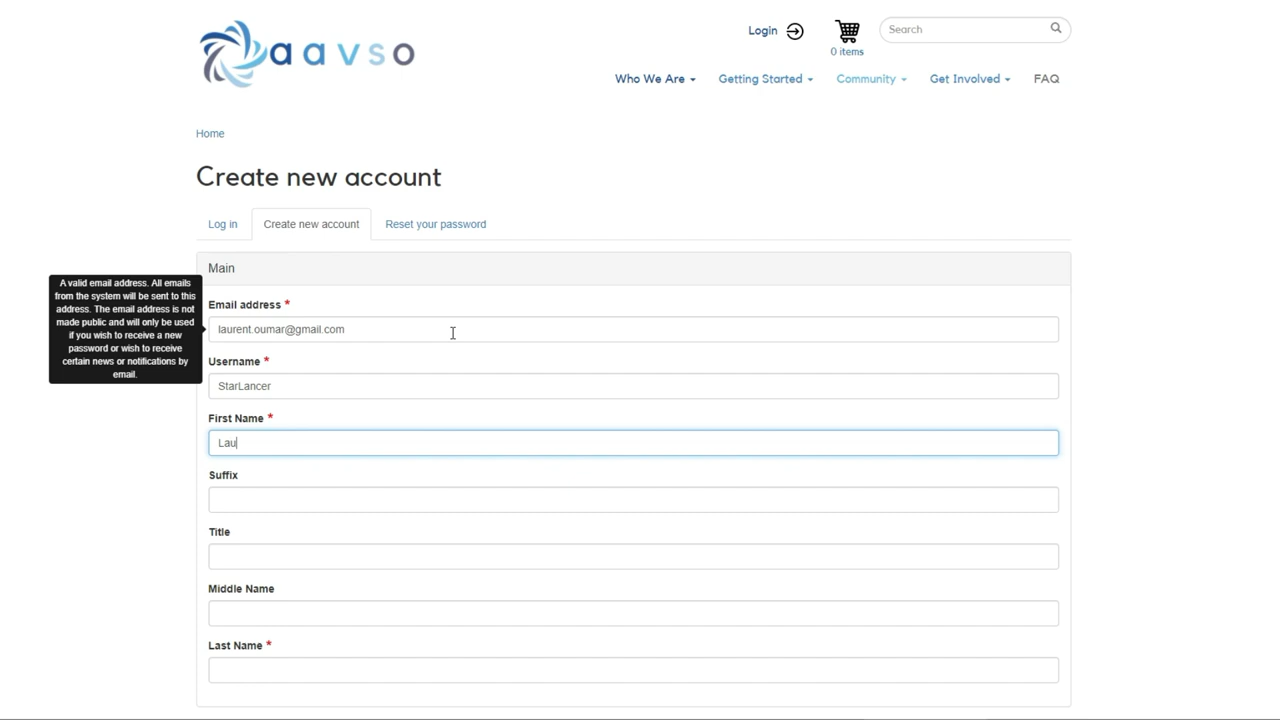 aavso
Login
0 items
Search
Who We Are
Getting Started
Community
Get Involved
FAQ
Home
Create new account
Log in
Create new account
Reset your password
Main
A valid email address. All emails
from the system will be sent to this
address. The email address is not
made public and will only be used
if you wish to receive a new
password or wish to receive
certain news or notifications by
email.
Email address *
laurent.oumar@gmail.com
Username *
StarLancer
First Name *
Lau
Suffix
Title
Middle Name
Last Name *